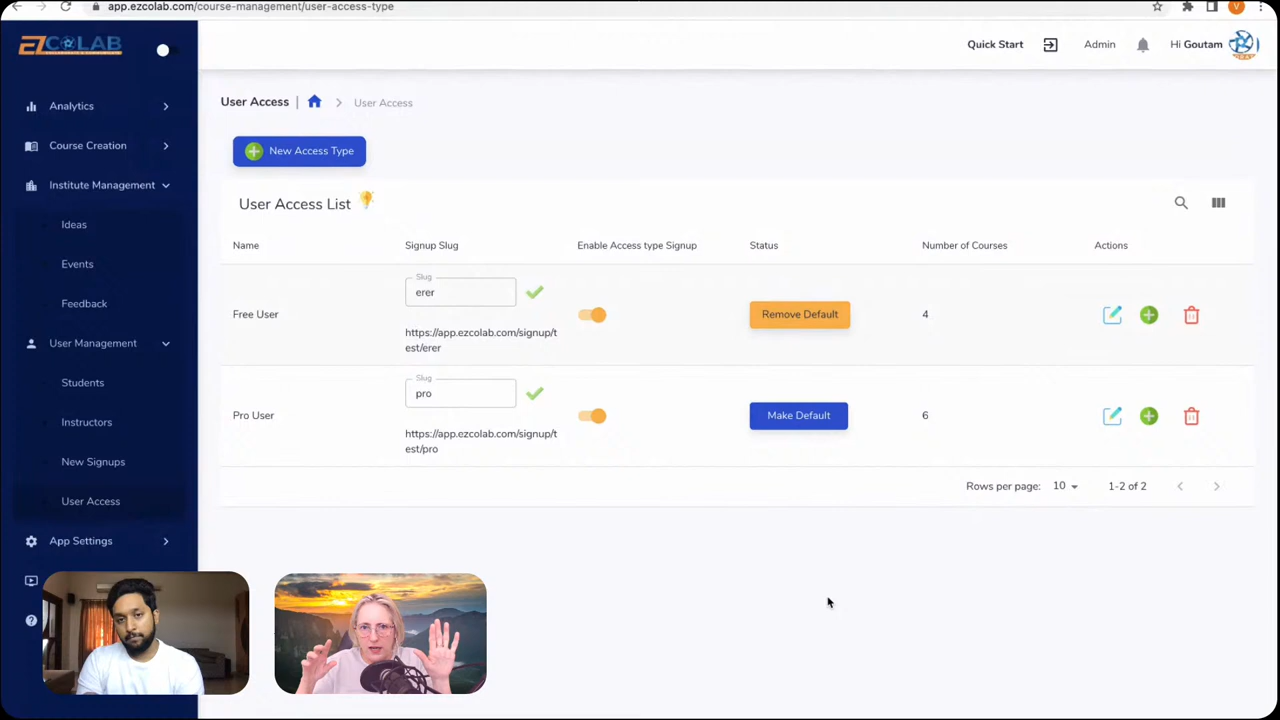 app.ezcolab.com/course-management/user-access-type
V
EZCOLAB
Quick Start
Admin
Hi Goutam
Analytics
Course Creation
Institute Management
Ideas
Events
Feedback
User Management
Students
Instructors
New Signups
User Access
App Settings
User Access | > User Access
New Access Type
User Access List
Name
Signup Slug
Enable Access type Signup
Status
Number of Courses
Actions
Free User
Slug
erer
https://app.ezcolab.com/signup/t
est/erer
Remove Default
4
Pro User
Slug
pro
https://app.ezcolab.com/signup/t
est/pro
Make Default
6
Rows per page: 10
1-2 of 2